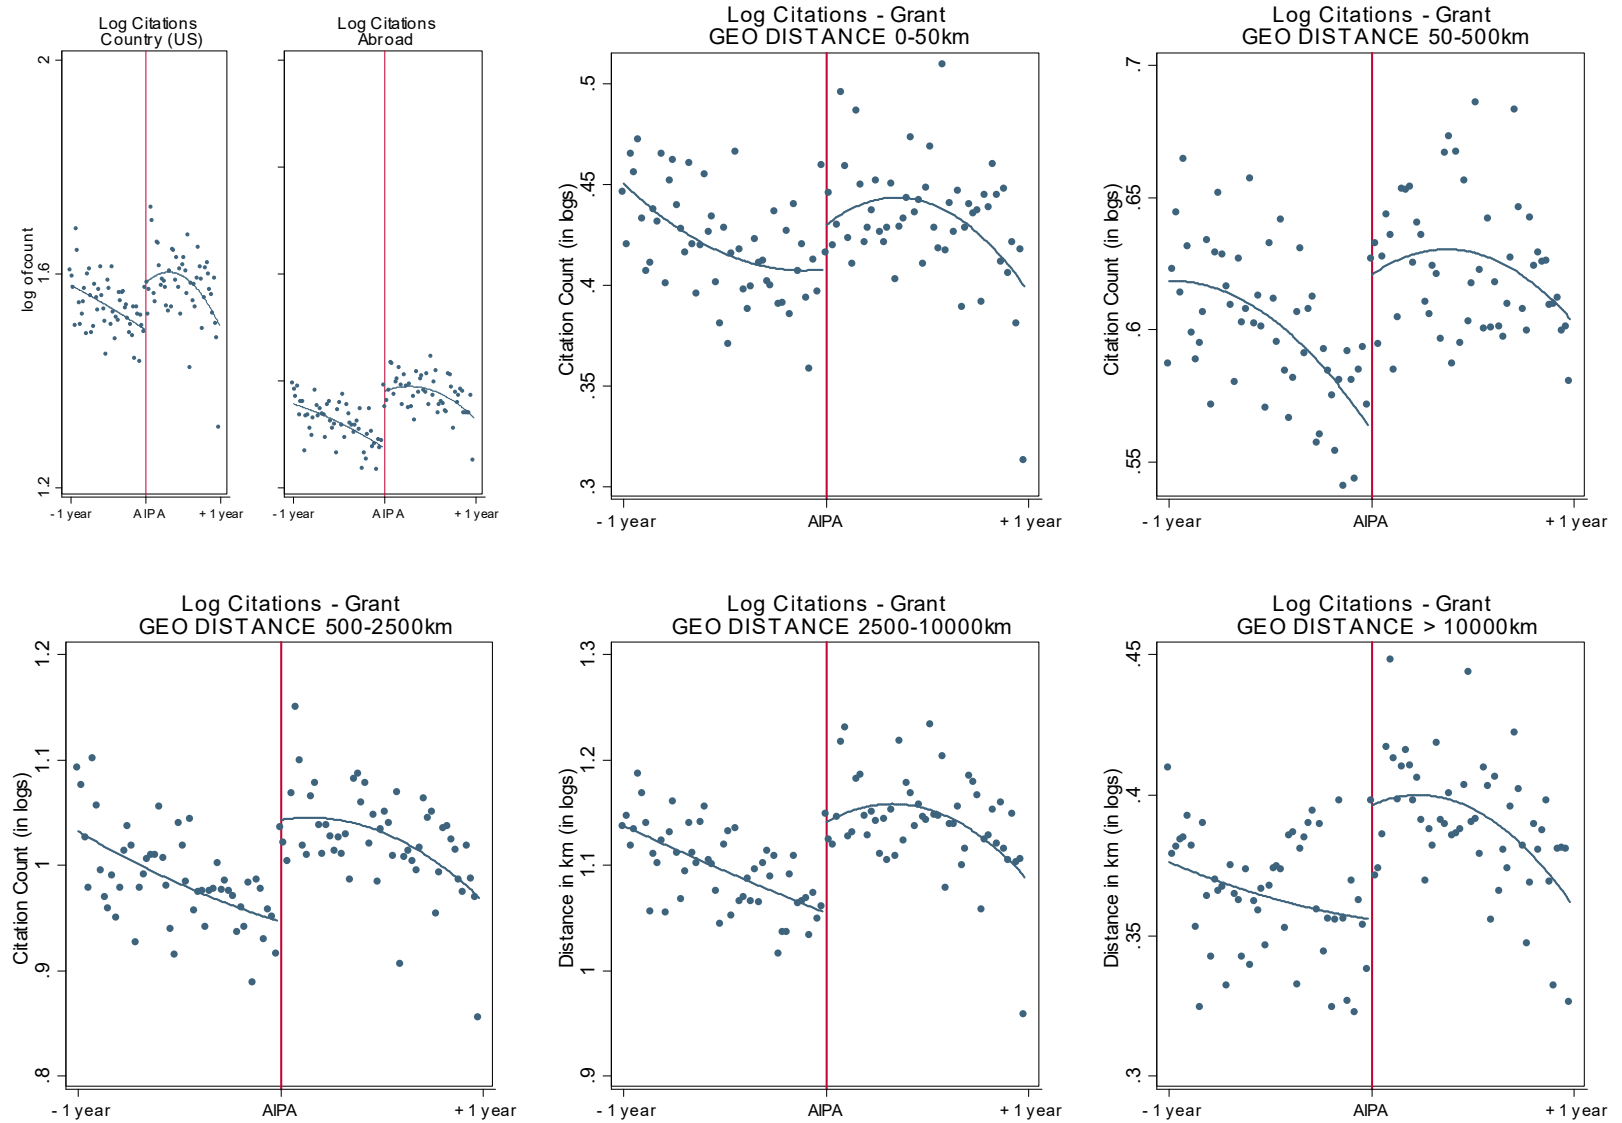 Log Citations
Country (US)
Log Citations
Abroad
log of count
2
1.6
1.2
- 1 year
AIPA
+ 1 year
- 1 year
AIPA
+ 1 year
Log Citations - Grant
GEO DISTANCE 0-50km
Citation Count (in logs)
.5
.45
.4
.35
.3
- 1 year
AIPA
+ 1 year
Log Citations - Grant
GEO DISTANCE 50-500km
Citation Count (in logs)
.7
.65
.6
.55
- 1 year
AIPA
+ 1 year
Log Citations - Grant
GEO DISTANCE 500-2500km
Citation Count (in logs)
1.2
1.1
1
.9
.8
- 1 year
AIPA
+ 1 year
Log Citations - Grant
GEO DISTANCE 2500-10000km
Distance in km (in logs)
1.3
1.2
1.1
1
.9
- 1 year
AIPA
+ 1 year
Log Citations - Grant
GEO DISTANCE > 10000km
Distance in km (in logs)
.45
.4
.35
.3
- 1 year
AIPA
+ 1 year